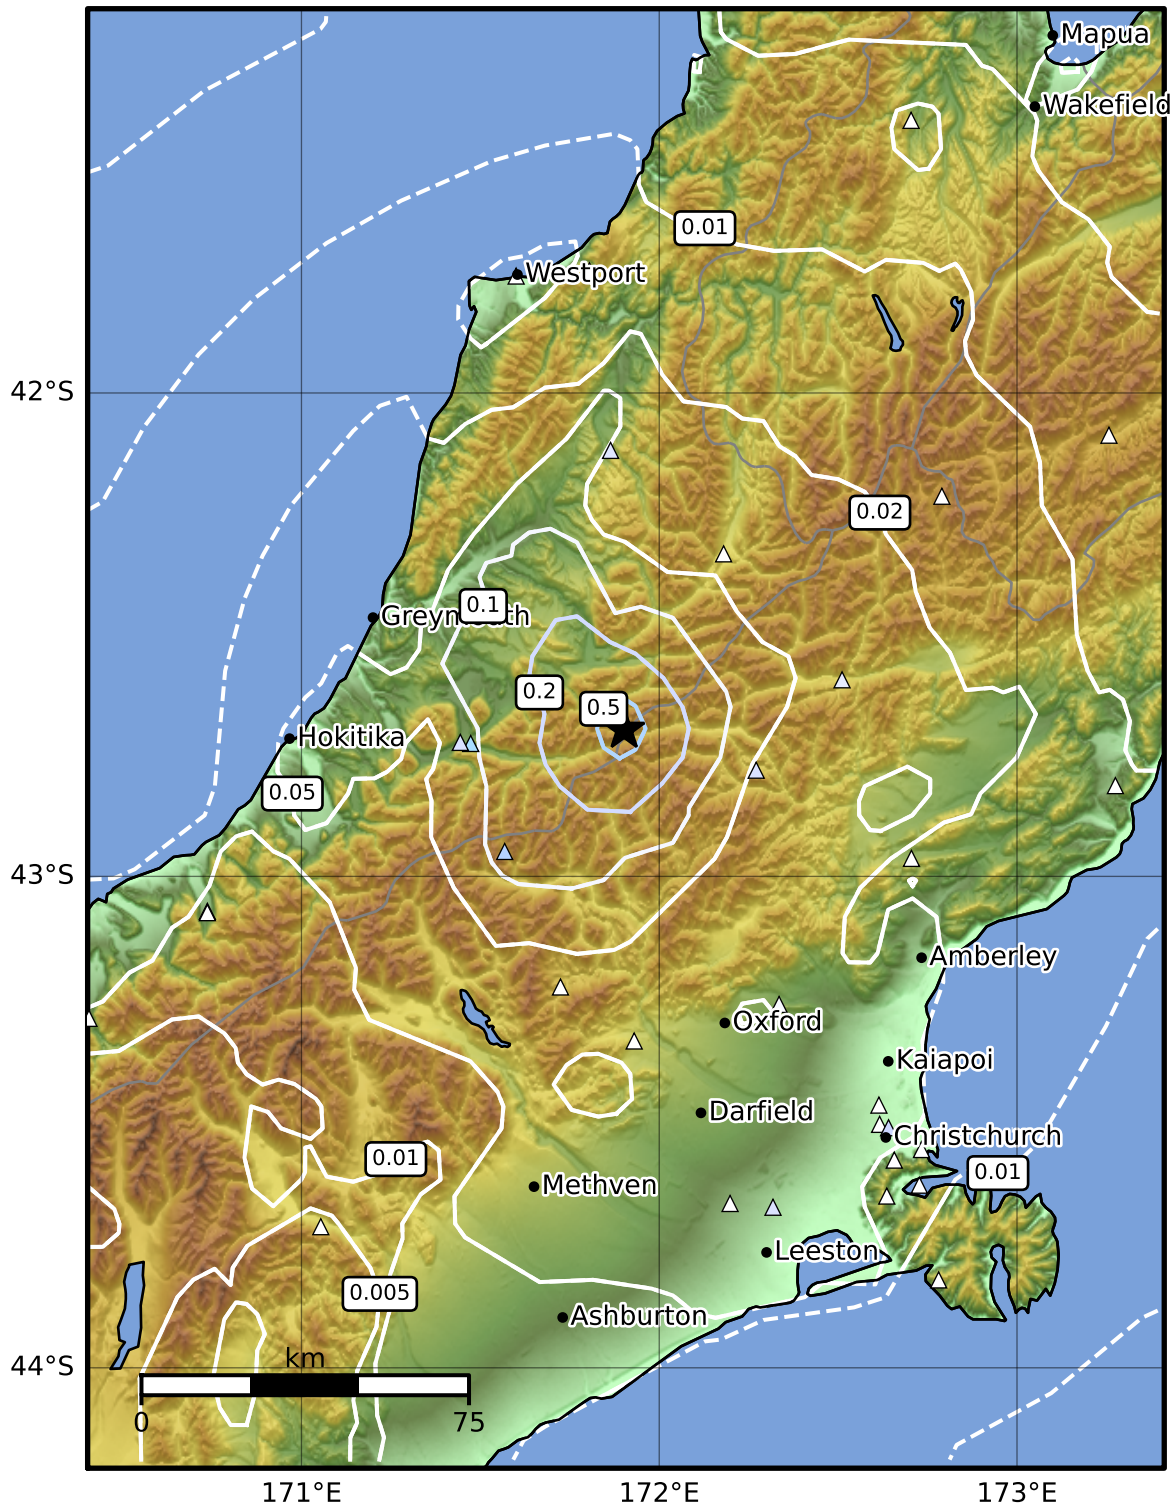 Mapua
Wakefield
0.01
Westport
42°S
0.02
0.1
Greymouth
0.2
0.5
Hokitika
0.05
43°S
Amberley
Oxford
Kaiapoi
Darfield
Christchurch
0.01
0.01
Methven
Leeston
0.005
Ashburton
km
44°S
0
75
171°E
172°E
173°E